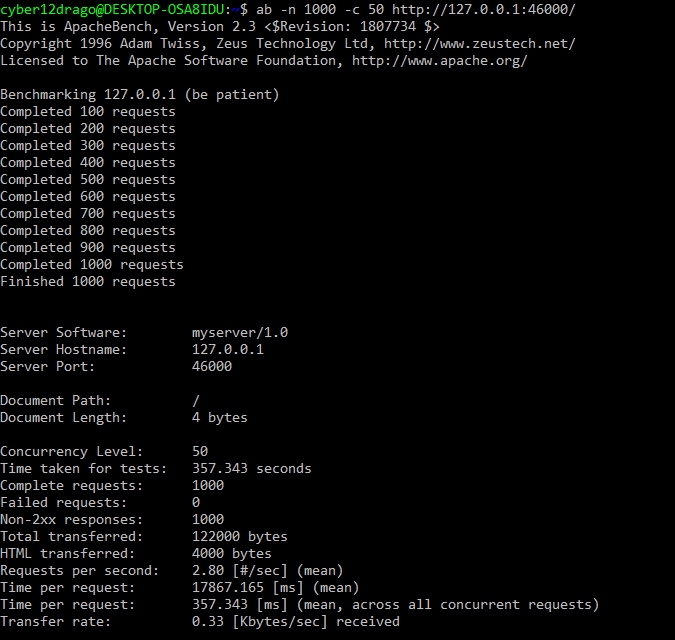 cyber12drago@DESKTOP-OSA8IDU:~$ ab -n 1000 -c 50 http://127.0.0.1:46000/
This is ApacheBench, Version 2.3 <$Revision: 1807734 $>
Copyright 1996 Adam Twiss, Zeus Technology Ltd, http://www.zeustech.net/
Licensed to The Apache Software Foundation, http://www.apache.org/

Benchmarking 127.0.0.1 (be patient)
Completed 100 requests
Completed 200 requests
Completed 300 requests
Completed 400 requests
Completed 500 requests
Completed 600 requests
Completed 700 requests
Completed 800 requests
Completed 900 requests
Completed 1000 requests
Finished 1000 requests

Server Software:        myserver/1.0
Server Hostname:        127.0.0.1
Server Port:            46000

Document Path:          /
Document Length:        4 bytes

Concurrency Level:      50
Time taken for tests:   357.343 seconds
Complete requests:      1000
Failed requests:        0
Non-2xx responses:      1000
Total transferred:      122000 bytes
HTML transferred:       4000 bytes
Requests per second:    2.80 [#/sec] (mean)
Time per request:       17867.165 [ms] (mean)
Time per request:       357.343 [ms] (mean, across all concurrent requests)
Transfer rate:          0.33 [Kbytes/sec] received